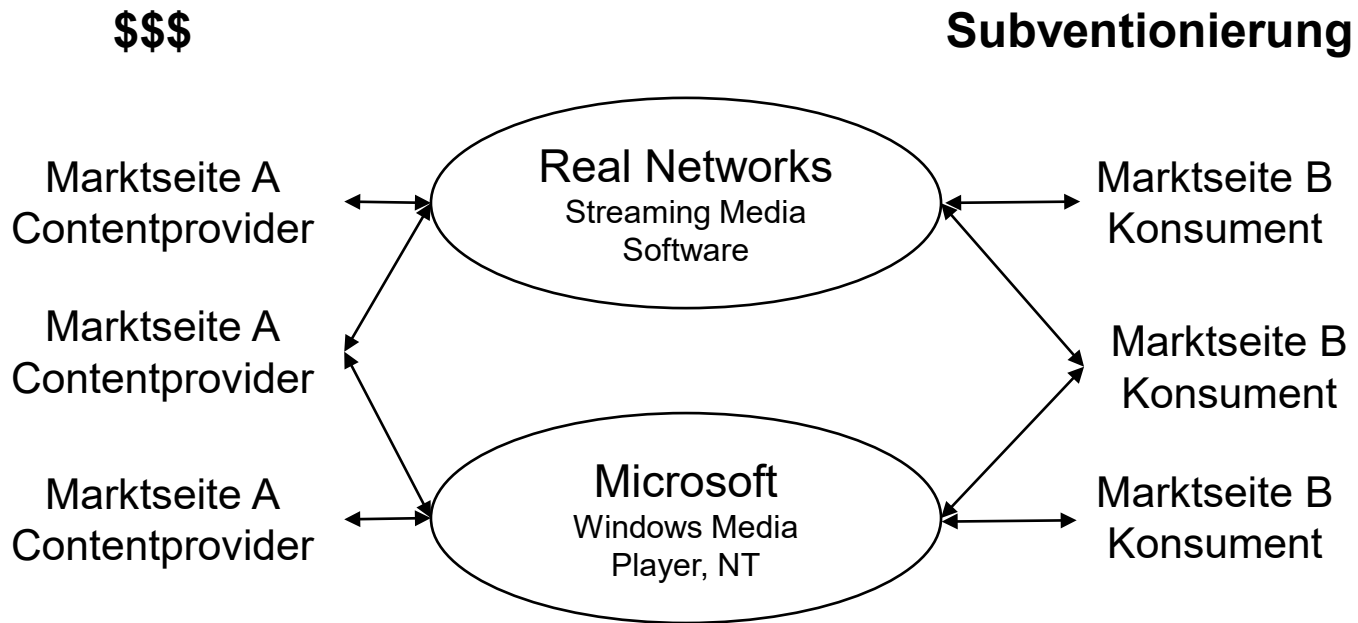 $$$
Subventionierung
Marktseite A
Contentprovider
Real Networks
Streaming Media
Software
Marktseite B
Konsument
Marktseite A
Contentprovider
Marktseite B
Konsument
Marktseite A
Contentprovider
Microsoft
Windows Media
Player, NT
Marktseite B
Konsument